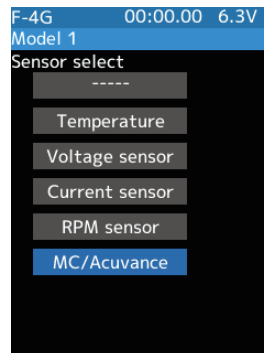 F-4G 00:00.00 6.3V
Model 1
Sensor select
-----
Temperature
Voltage sensor
Current sensor
RPM sensor
MC/Acuvance